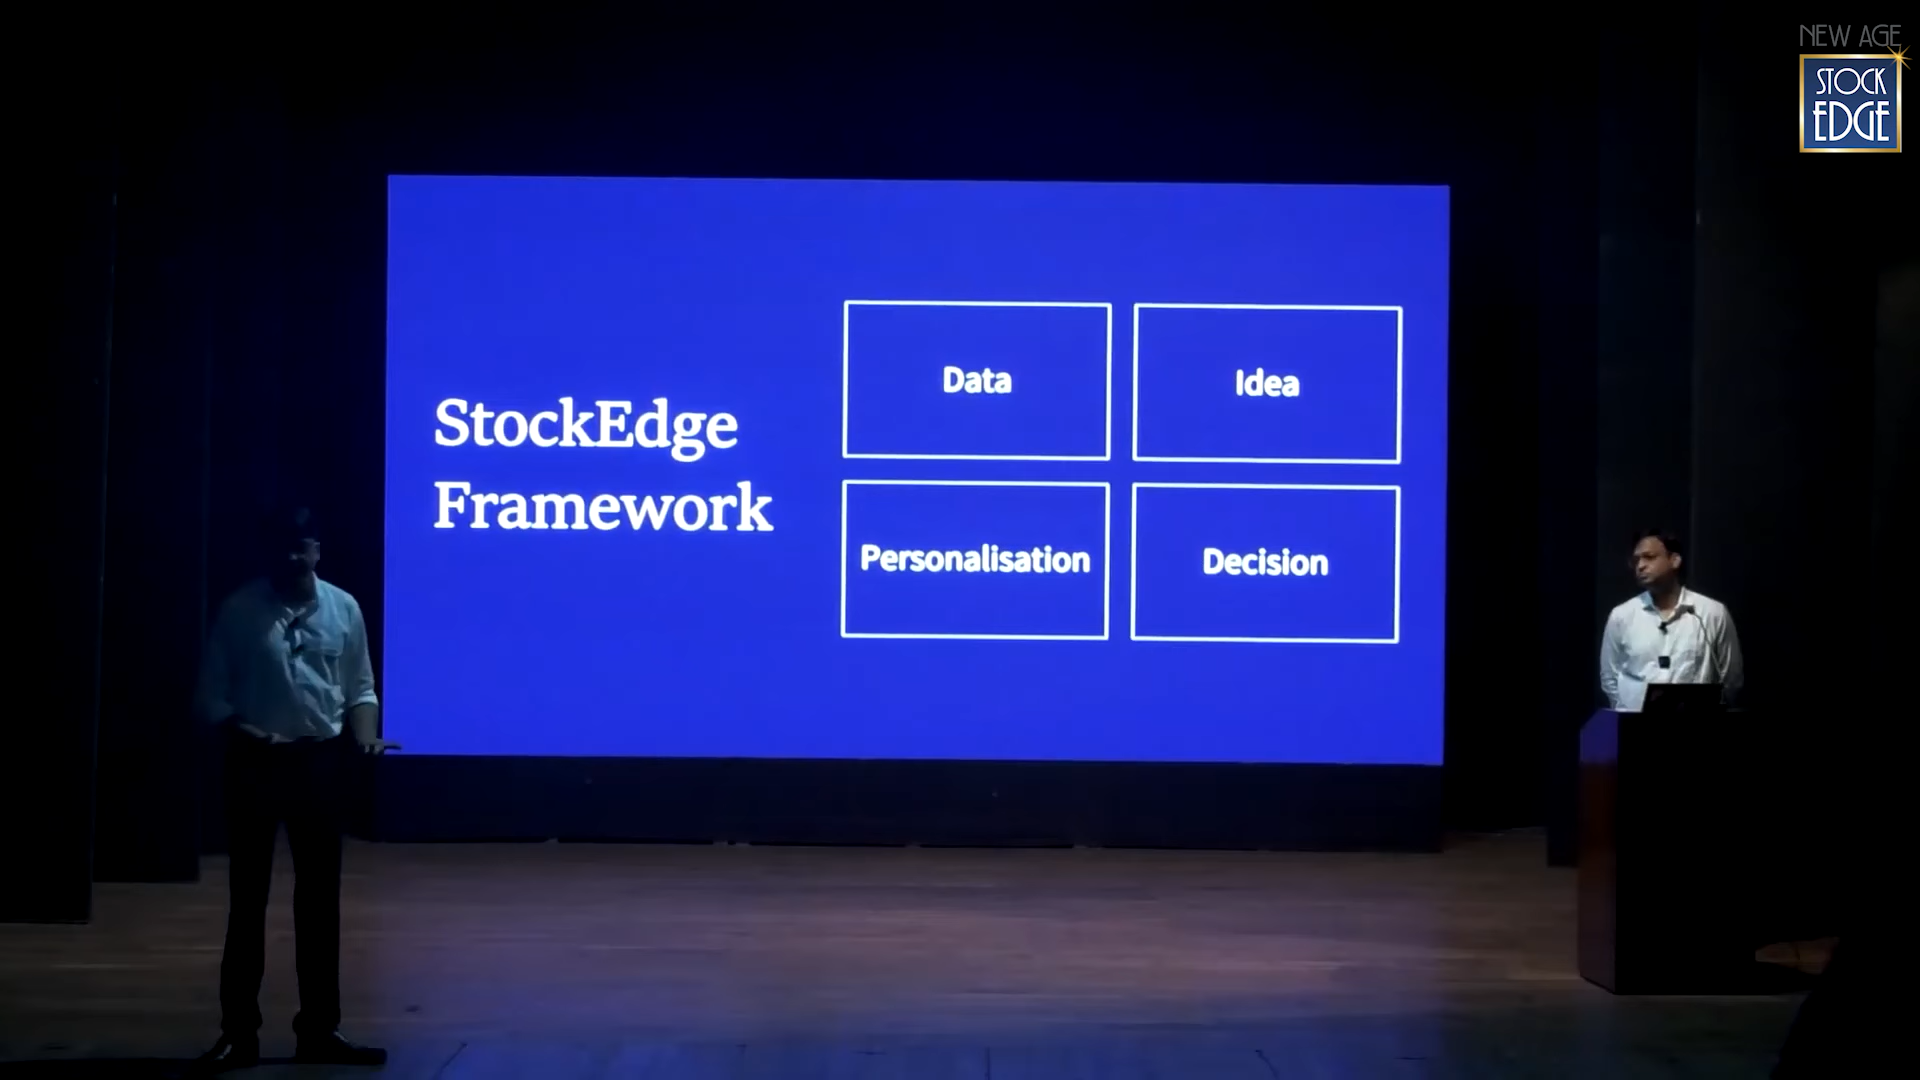 NEW AGE
STOCK
EDGE
StockEdge
Framework
Data
Idea
Personalisation
Decision